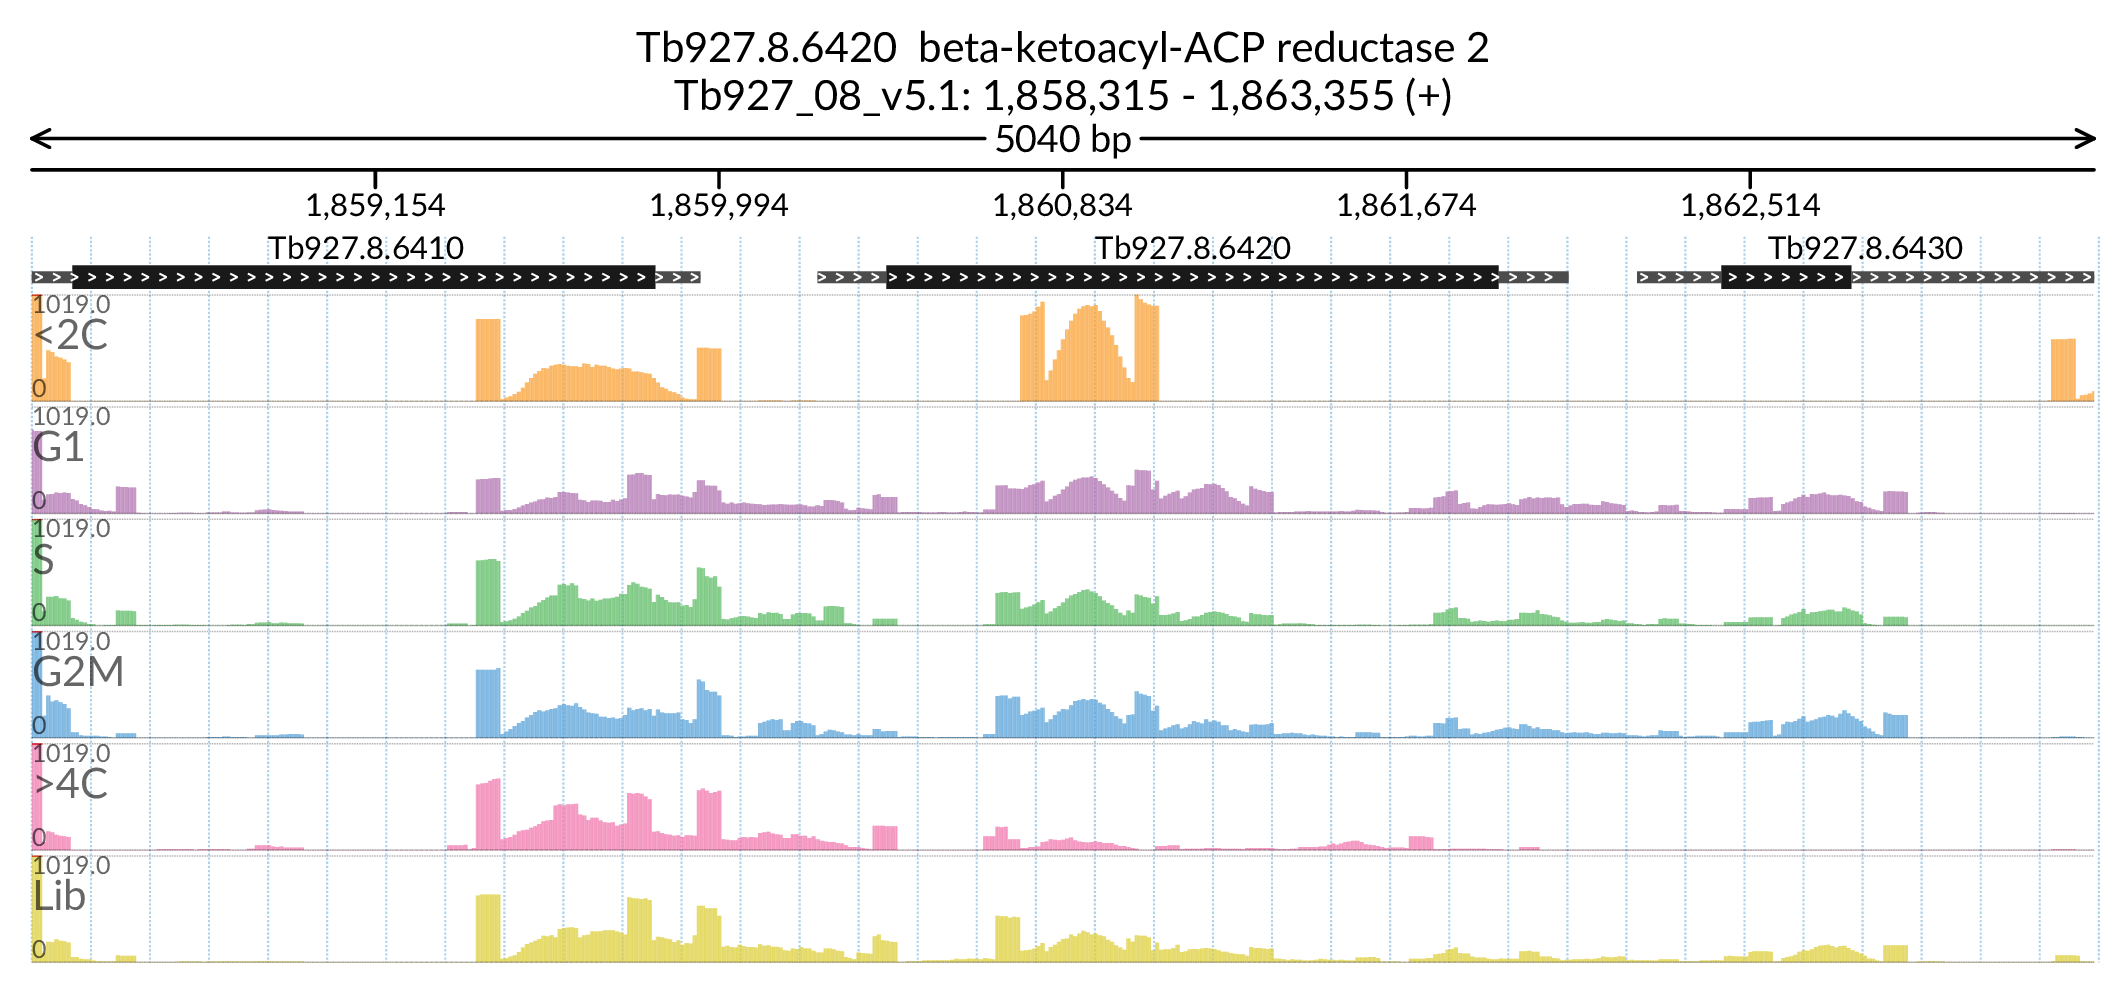 Tb927.8.6420 beta-ketoacyl-ACP reductase 2
Tb927_08_v5.1: 1,858,315 - 1,863,355 (+)
5040 bp
1,859,154 1,859,994 1,860,834 1,861,674 1,862,514
Tb927.8.6410 Tb927.8.6420 Tb927.8.6430
1019.0
<2C
0
1019.0
G1
0
1019.0
S
0
1019.0
G2M
0
1019.0
>4C
0
1019.0
Lib
0